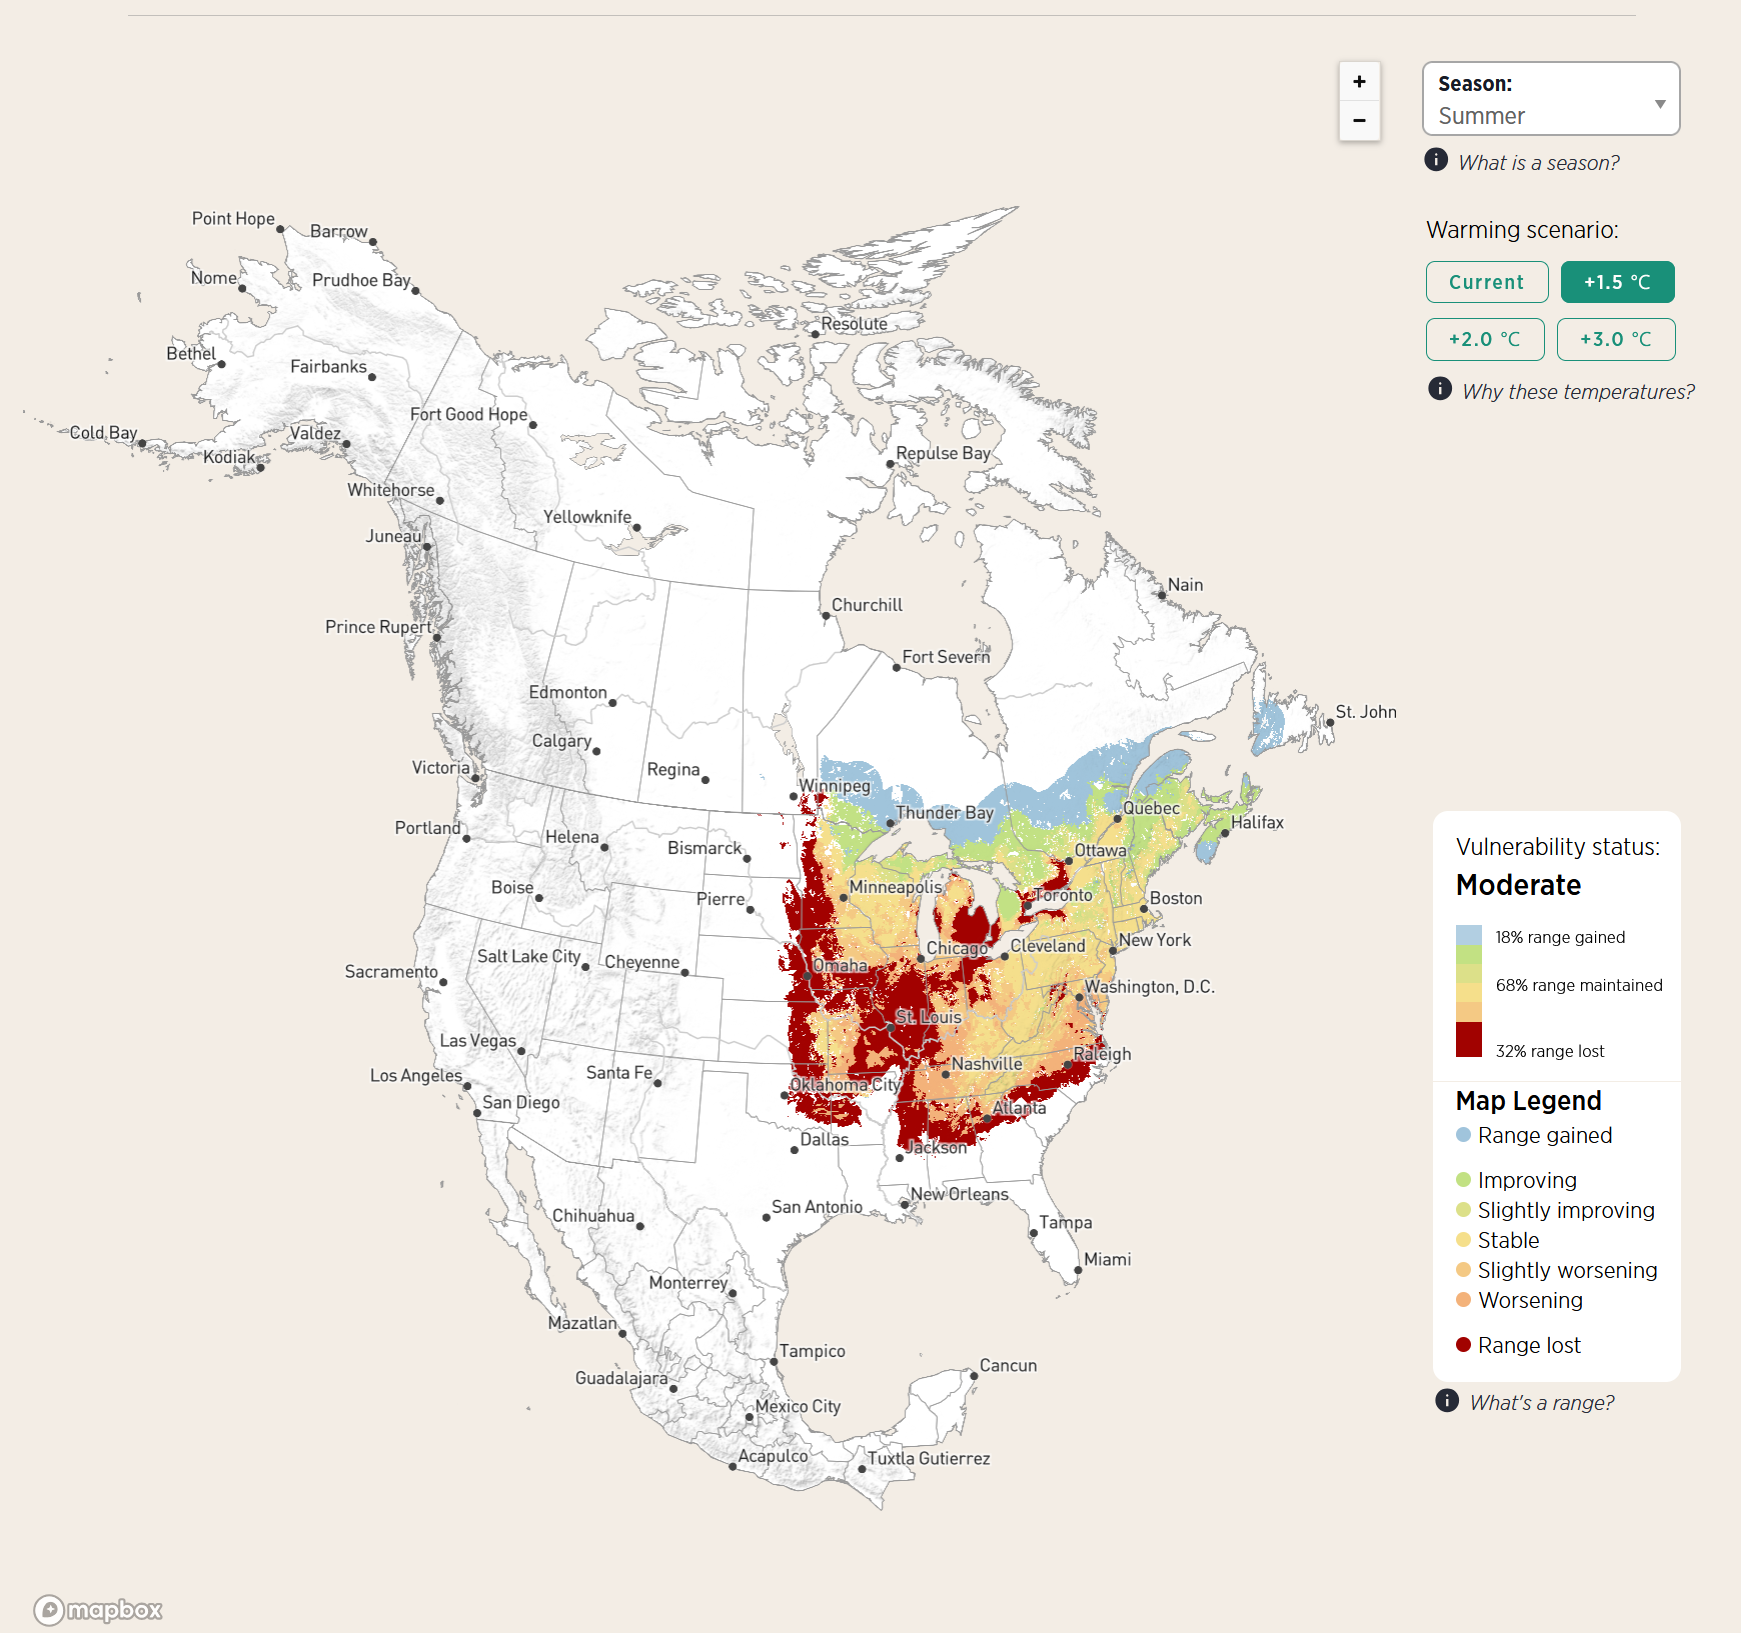 +
−
Season:
Summer
What is a season?
Warming scenario:
Current
+1.5 °C
+2.0 °C
+3.0 °C
Why these temperatures?
Point Hope
Barrow
Nome
Prudhoe Bay
Resolute
Bethel
Fairbanks
Fort Good Hope
Cold Bay
Valdez
Kodiak
Repulse Bay
Whitehorse
Yellowknife
Juneau
Nain
Churchill
Prince Rupert
Fort Severn
Edmonton
St. John
Calgary
Victoria
Regina
Winnipeg
Thunder Bay
Quebec
Halifax
Portland
Helena
Bismarck
Ottawa
Boise
Pierre
Minneapolis
Toronto
Boston
New York
Salt Lake City
Cheyenne
Chicago
Cleveland
Sacramento
Omaha
Washington, D.C.
St. Louis
Las Vegas
Raleigh
Los Angeles
Santa Fe
Nashville
San Diego
Oklahoma City
Atlanta
Dallas
Jackson
New Orleans
San Antonio
Chihuahua
Tampa
Miami
Monterrey
Mazatlan
Tampico
Cancun
Guadalajara
Mexico City
Acapulco
Tuxtla Gutierrez
Vulnerability status:
Moderate
18% range gained
68% range maintained
32% range lost
Map Legend
Range gained
Improving
Slightly improving
Stable
Slightly worsening
Worsening
Range lost
What's a range?
mapbox